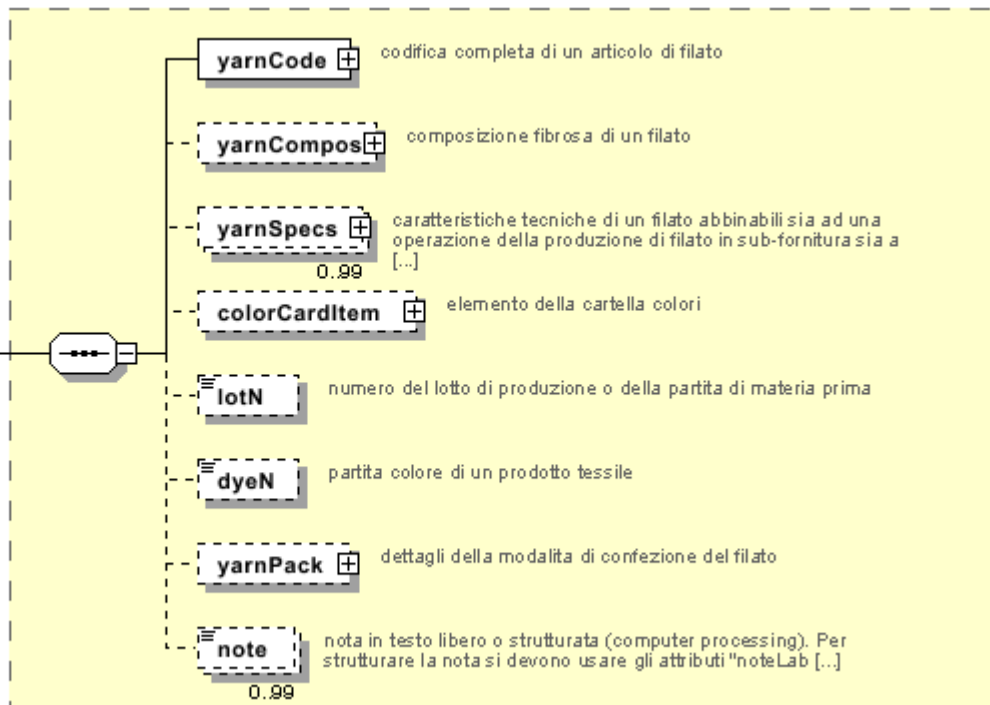 yarnCode codifica completa di un articolo di filato
yarnCompos composizione fibrosa di un filato
yarnSpecs caratteristiche tecniche di un filato abbinabili sia ad una
operazione della produzione di filato in sub-fornitura sia a
[...]
0..99
colorCardItem elemento della cartella colori
lotN numero del lotto di produzione o della partita di materia prima
dyeN partita colore di un prodotto tessile
yarnPack dettagli della modalita di confezione del filato
note nota in testo libero o strutturata (computer processing). Per
strutturare la nota si devono usare gli attributi "noteLab [...]
0..99